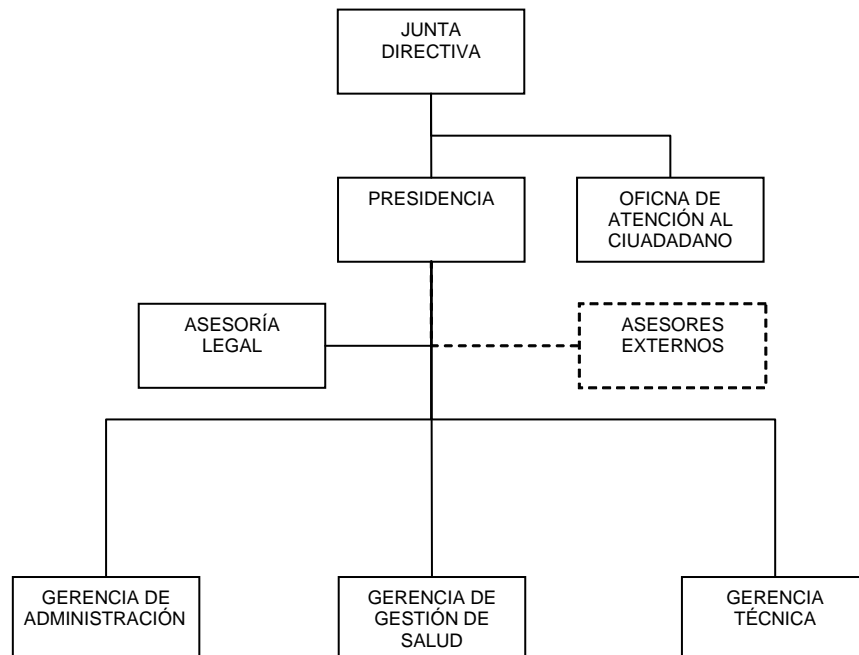 JUNTA
DIRECTIVA
PRESIDENCIA
OFICNA DE
ATENCIÓN AL
CIUADADANO
ASESORÍA
LEGAL
ASESORES
EXTERNOS
GERENCIA DE
ADMINISTRACIÓN
GERENCIA DE
GESTIÓN DE
SALUD
GERENCIA
TÉCNICA